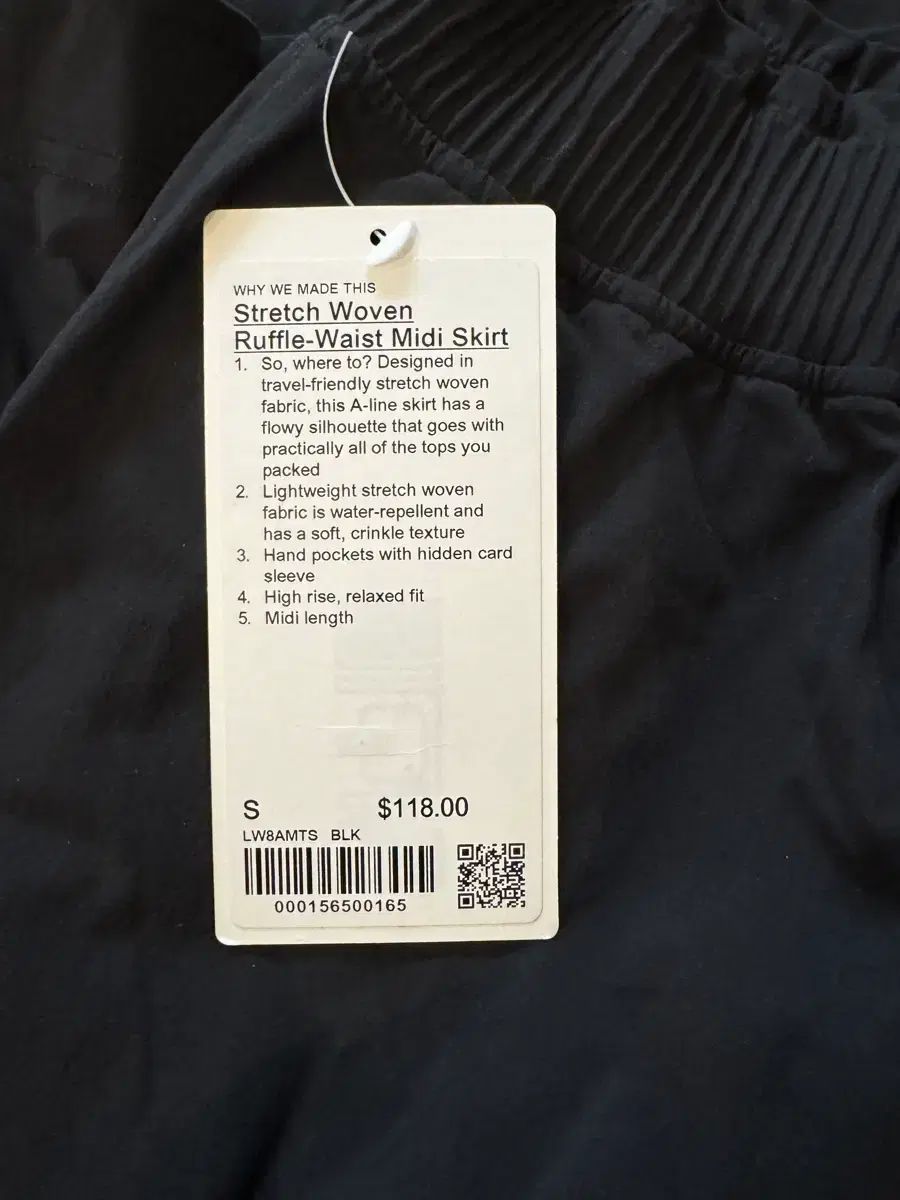 WHY WE MADE THIS
Stretch Woven
Ruffle-Waist Midi Skirt
1. So, where to? Designed in
travel-friendly stretch woven
fabric, this A-line skirt has a
flowy silhouette that goes with
practically all of the tops you
packed
2. Lightweight stretch woven
fabric is water-repellent and
has a soft, crinkle texture
3. Hand pockets with hidden card
sleeve
4. High rise, relaxed fit
5. Midi length
S $118.00
LW8AMTS BLK
000156500165